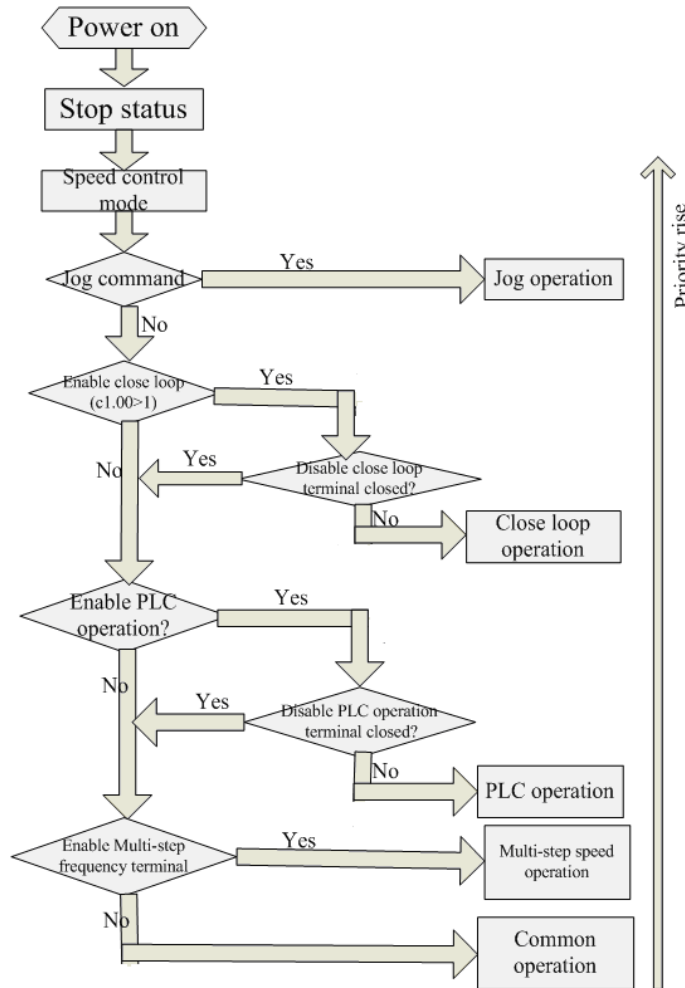 Power on
Stop status
Speed control
mode
Jog command
Yes
Jog operation
Priority rise
No
Enable close loop
(c1.00>1)
Yes
No
Yes
Disable close loop
terminal closed?
No
Close loop
operation
Enable PLC
operation?
Yes
No
Yes
Disable PLC operation
terminal closed?
No
PLC operation
Enable Multi-step
frequency terminal
Yes
Multi-step speed
operation
No
Common
operation